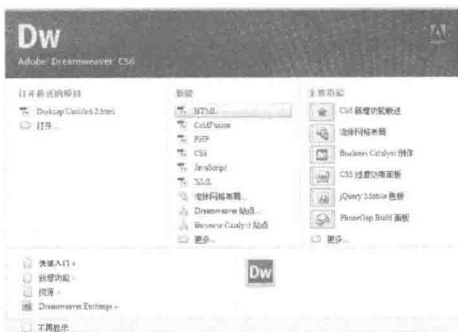 Dw
Adobe Dreamweaver CS6
打开最近的项目
Desktop/Untitled-2.html
打开...
新建
HTML
ColdFusion
PHP
CSS
JavaScript
XML
流体网格布局...
Dreamweaver 站点...
Business Catalyst 站点
更多...
主要功能
CS6 新增功能概述
流体网格布局
Business Catalyst 创作
CSS 过渡效果面板
jQuery Mobile 色板
PhoneGap Build 面板
更多...
快速入门 »
新增功能 »
资源 »
Dreamweaver Exchange »
Dw
不再显示